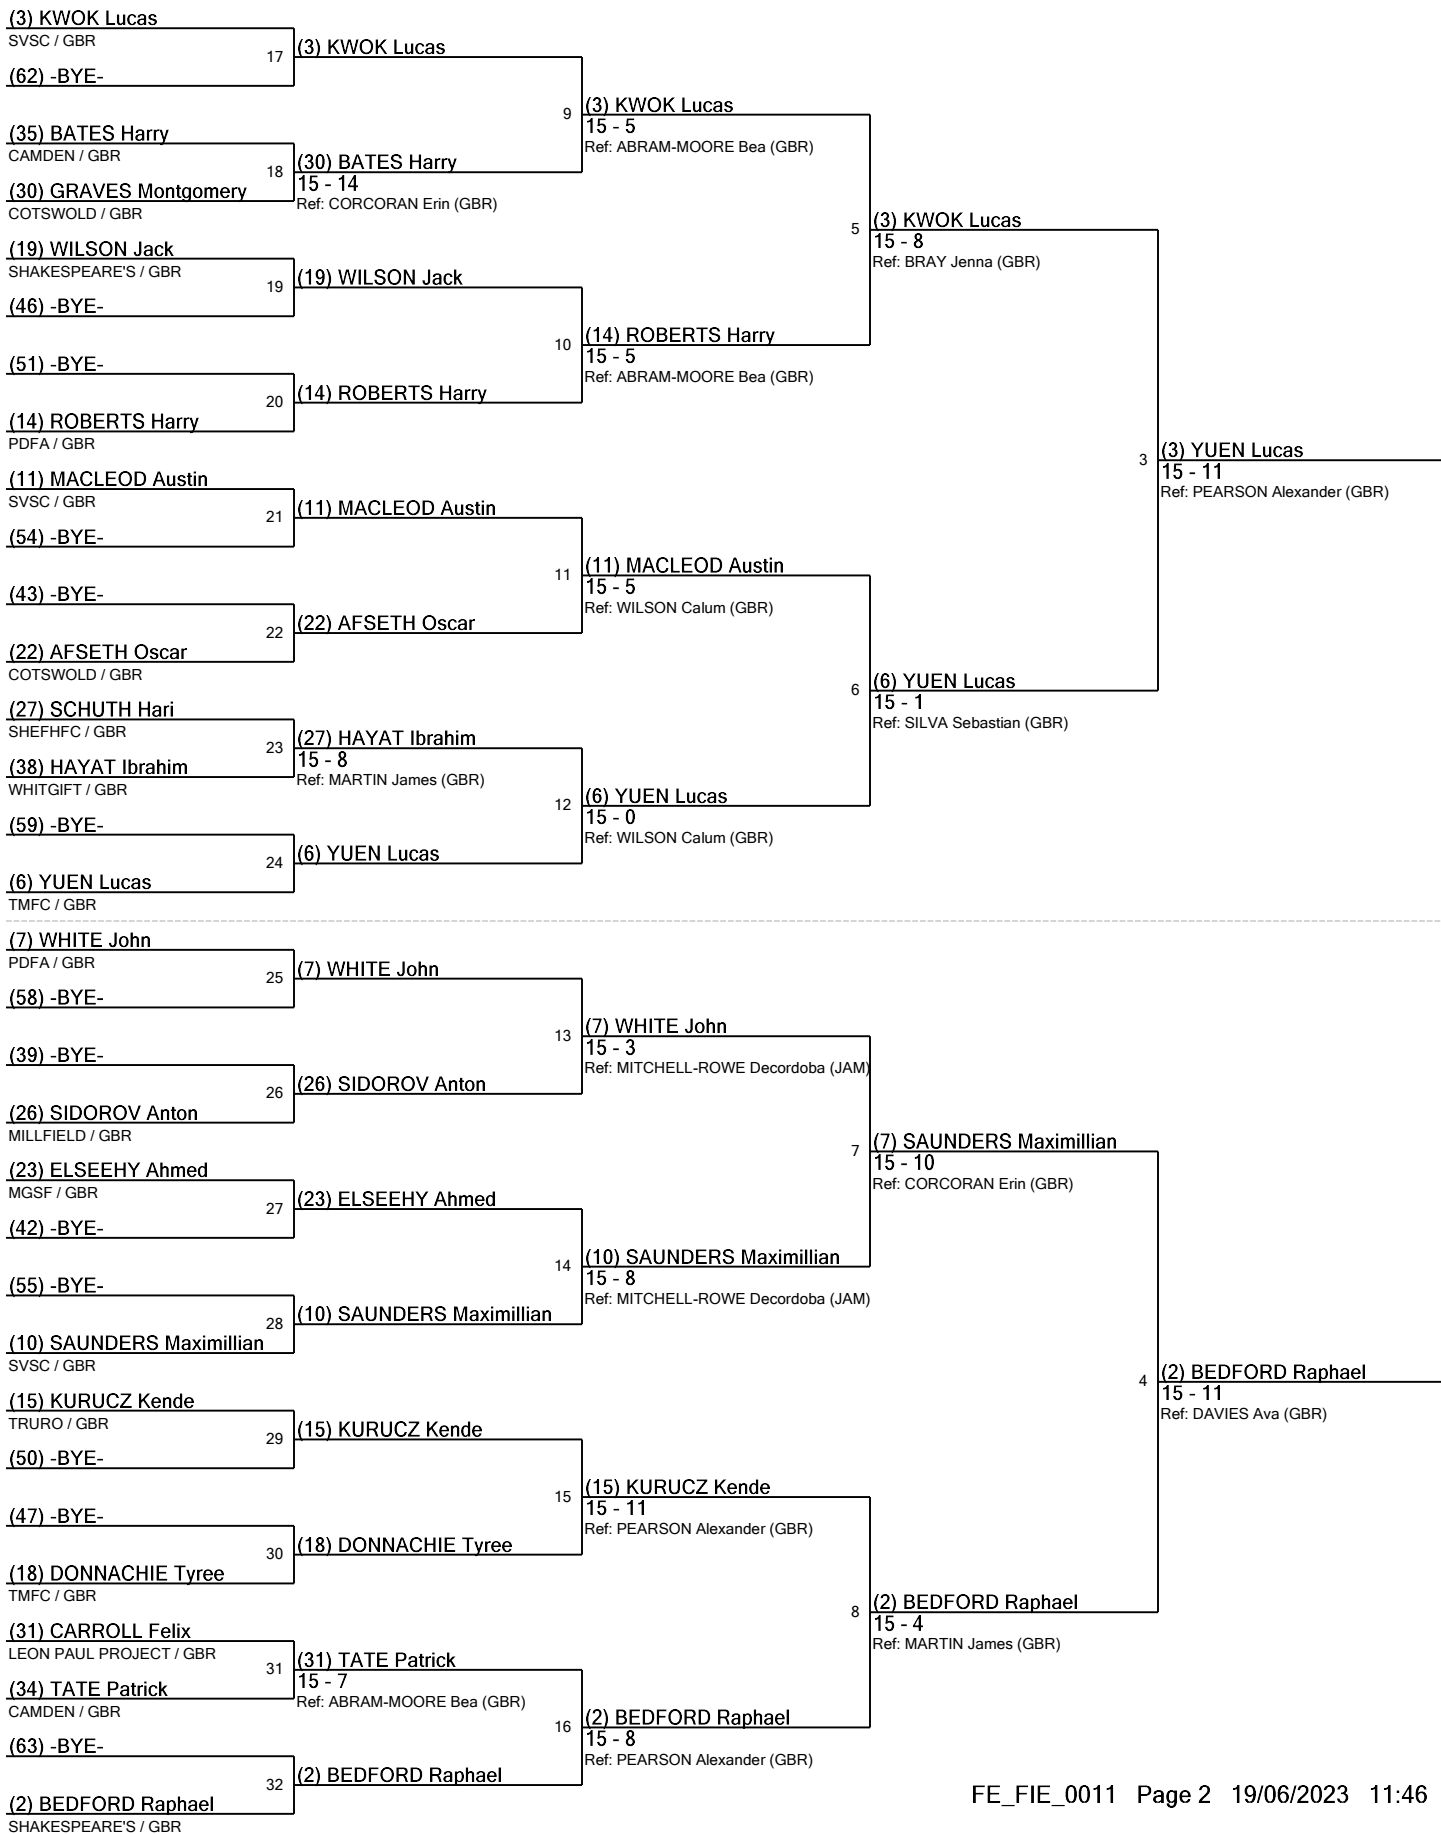 (3) KWOK Lucas
SVSC / GBR
17
(3) KWOK Lucas
(62) -BYE-
9
(3) KWOK Lucas
15 - 5
Ref: ABRAM-MOORE Bea (GBR)
(35) BATES Harry
CAMDEN / GBR
18
(30) BATES Harry
15 - 14
Ref: CORCORAN Erin (GBR)
(30) GRAVES Montgomery
COTSWOLD / GBR
5
(3) KWOK Lucas
15 - 8
Ref: BRAY Jenna (GBR)
(19) WILSON Jack
SHAKESPEARE'S / GBR
19
(19) WILSON Jack
(46) -BYE-
10
(14) ROBERTS Harry
15 - 5
Ref: ABRAM-MOORE Bea (GBR)
(51) -BYE-
20
(14) ROBERTS Harry
(14) ROBERTS Harry
PDFA / GBR
3
(3) YUEN Lucas
15 - 11
Ref: PEARSON Alexander (GBR)
(11) MACLEOD Austin
SVSC / GBR
21
(11) MACLEOD Austin
(54) -BYE-
11
(11) MACLEOD Austin
15 - 5
Ref: WILSON Calum (GBR)
(43) -BYE-
22
(22) AFSETH Oscar
(22) AFSETH Oscar
COTSWOLD / GBR
6
(6) YUEN Lucas
15 - 1
Ref: SILVA Sebastian (GBR)
(27) SCHUTH Hari
SHEFHFC / GBR
23
(27) HAYAT Ibrahim
15 - 8
Ref: MARTIN James (GBR)
(38) HAYAT Ibrahim
WHITGIFT / GBR
12
(6) YUEN Lucas
15 - 0
Ref: WILSON Calum (GBR)
(59) -BYE-
24
(6) YUEN Lucas
(6) YUEN Lucas
TMFC / GBR
(7) WHITE John
PDFA / GBR
25
(7) WHITE John
(58) -BYE-
13
(7) WHITE John
15 - 3
Ref: MITCHELL-ROWE Decordoba (JAM)
(39) -BYE-
26
(26) SIDOROV Anton
(26) SIDOROV Anton
MILLFIELD / GBR
7
(7) SAUNDERS Maximillian
15 - 10
Ref: CORCORAN Erin (GBR)
(23) ELSEEHY Ahmed
MGSF / GBR
27
(23) ELSEEHY Ahmed
(42) -BYE-
14
(10) SAUNDERS Maximillian
15 - 8
Ref: MITCHELL-ROWE Decordoba (JAM)
(55) -BYE-
28
(10) SAUNDERS Maximillian
(10) SAUNDERS Maximillian
SVSC / GBR
4
(2) BEDFORD Raphael
15 - 11
Ref: DAVIES Ava (GBR)
(15) KURUCZ Kende
TRURO / GBR
29
(15) KURUCZ Kende
(50) -BYE-
15
(15) KURUCZ Kende
15 - 11
Ref: PEARSON Alexander (GBR)
(47) -BYE-
30
(18) DONNACHIE Tyree
(18) DONNACHIE Tyree
TMFC / GBR
8
(2) BEDFORD Raphael
15 - 4
Ref: MARTIN James (GBR)
(31) CARROLL Felix
LEON PAUL PROJECT / GBR
31
(31) TATE Patrick
15 - 7
Ref: ABRAM-MOORE Bea (GBR)
(34) TATE Patrick
CAMDEN / GBR
16
(2) BEDFORD Raphael
15 - 8
Ref: PEARSON Alexander (GBR)
(63) -BYE-
32
(2) BEDFORD Raphael
(2) BEDFORD Raphael
SHAKESPEARE'S / GBR
FE_FIE_0011 Page 2 19/06/2023 11:46